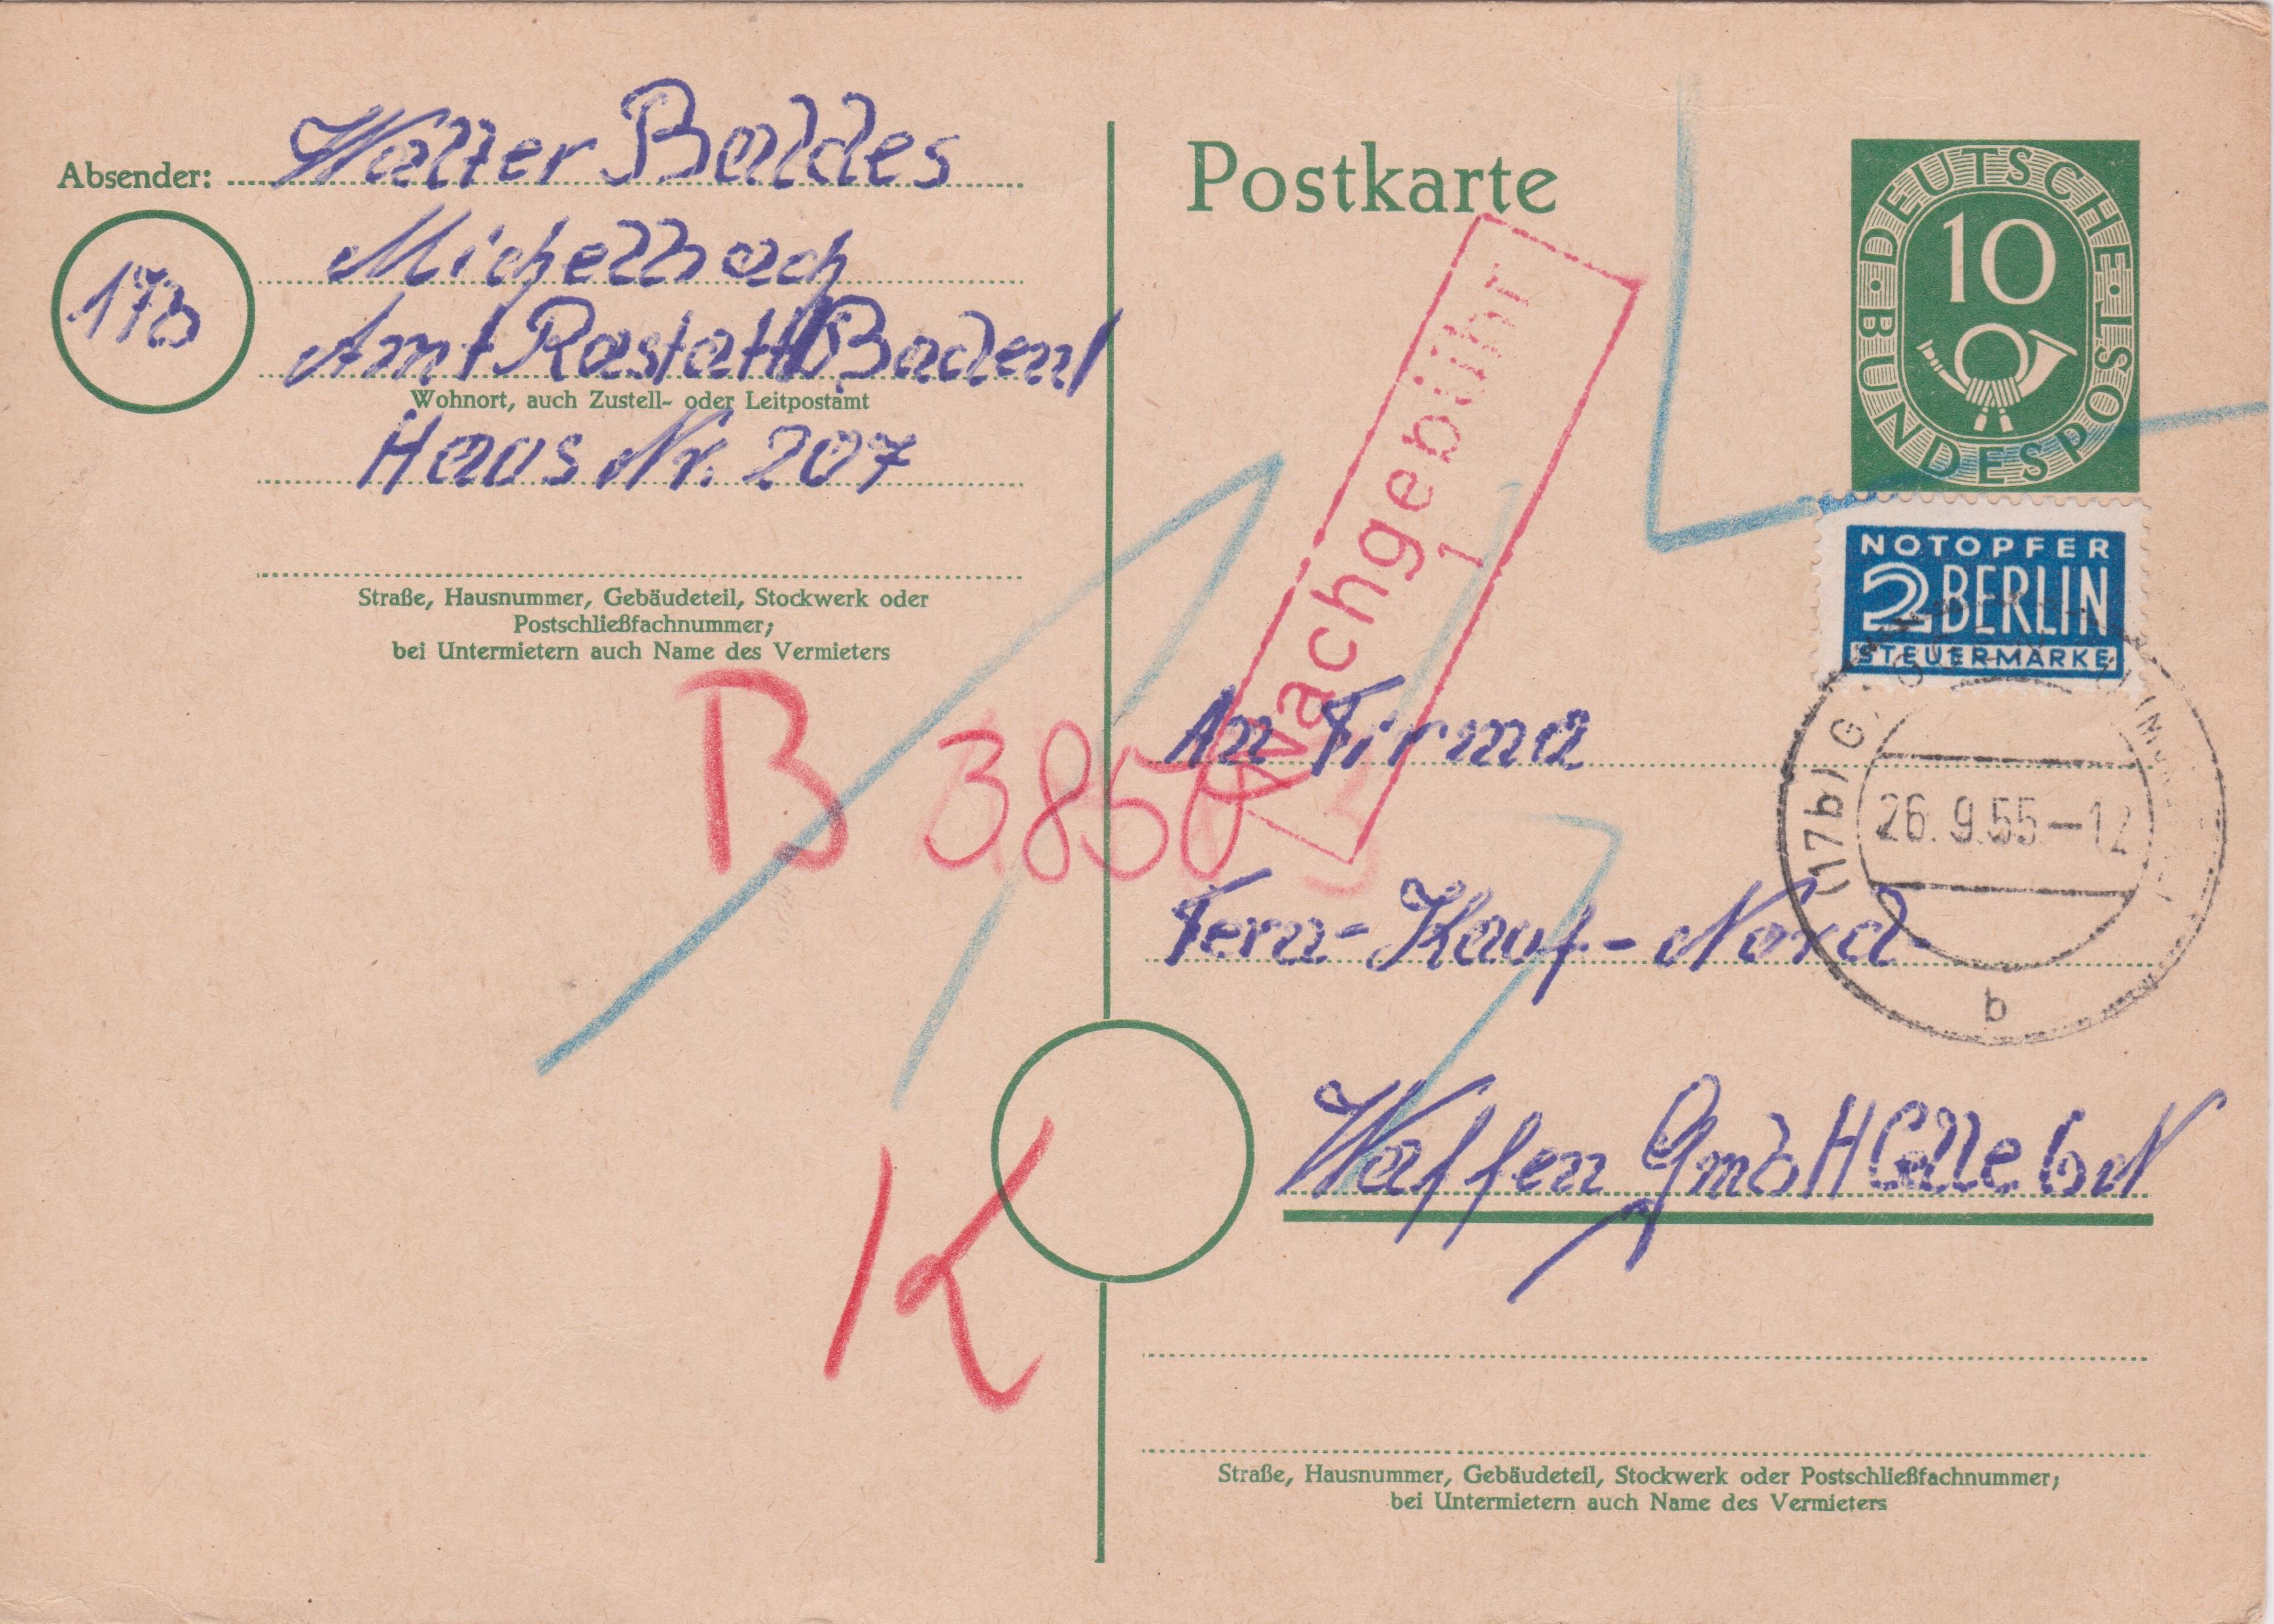 Absender: Walter Baldes
17b
Michelbach
Amt Rastatt/Baden/
Wohnort, auch Zustell- oder Leitpostamt
Haus Nr. 207
Straße, Hausnummer, Gebäudeteil, Stockwerk oder
Postschließfachnummer;
bei Untermietern auch Name des Vermieters
B 3850
K
Postkarte
Nachgebühr
DEUTSCHE BUNDESPOST
10
NOTOPFER
2 BERLIN
STEUERMARKE
(17b) G
26.9.55-12
b
An Firma
Fern-Kauf-Nord
Waffen GmbH Celle
Straße, Hausnummer, Gebäudeteil, Stockwerk oder Postschließfachnummer;
bei Untermietern auch Name des Vermieters